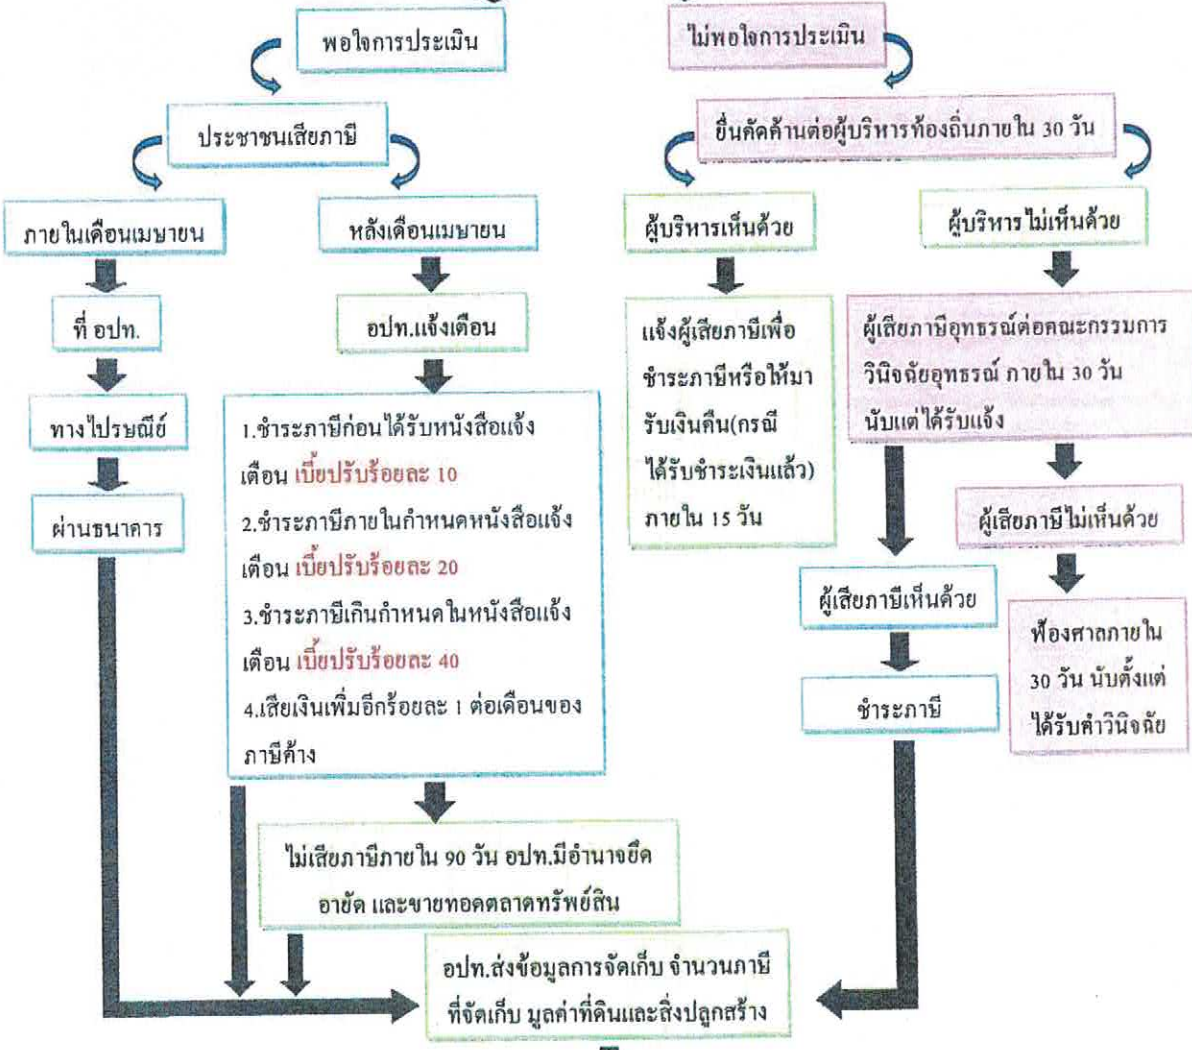 พอใจการประเมิน
ไม่พอใจการประเมิน
ประชาชนเสียภาษี
ยื่นคัดค้านต่อผู้บริหารท้องถิ่นภายใน 30 วัน
ภายในเดือนเมษายน
หลังเดือนเมษายน
ผู้บริหารเห็นด้วย
ผู้บริหารไม่เห็นด้วย
ที่ อปท.
อปท.แจ้งเตือน
ทางไปรษณีย์
ผ่านธนาคาร
1.ชำระภาษีก่อนได้รับหนังสือแจ้ง
เตือน เบี้ยปรับร้อยละ 10
2.ชำระภาษีภายในกำหนดหนังสือแจ้ง
เตือน เบี้ยปรับร้อยละ 20
3.ชำระภาษีเกินกำหนดในหนังสือแจ้ง
เตือน เบี้ยปรับร้อยละ 40
4.เสียเงินเพิ่มอีกร้อยละ 1 ต่อเดือนของ
ภาษีค้าง
แจ้งผู้เสียภาษีเพื่อ
ชำระภาษีหรือให้มา
รับเงินคืน(กรณี
ได้รับชำระเงินแล้ว)
ภายใน 15 วัน
ผู้เสียภาษีอุทธรณ์ต่อคณะกรรมการ
วินิจฉัยอุทธรณ์ ภายใน 30 วัน
นับแต่ได้รับแจ้ง
ผู้เสียภาษีไม่เห็นด้วย
ผู้เสียภาษีเห็นด้วย
ฟ้องศาลภายใน
30 วัน นับตั้งแต่
ได้รับคำวินิจฉัย
ชำระภาษี
ไม่เสียภาษีภายใน 90 วัน อปท.มีอำนาจยึด
อายัด และขายทอดตลาดทรัพย์สิน
อปท.ส่งข้อมูลการจัดเก็บ จำนวนภาษี
ที่จัดเก็บ มูลค่าที่ดินและสิ่งปลูกสร้าง